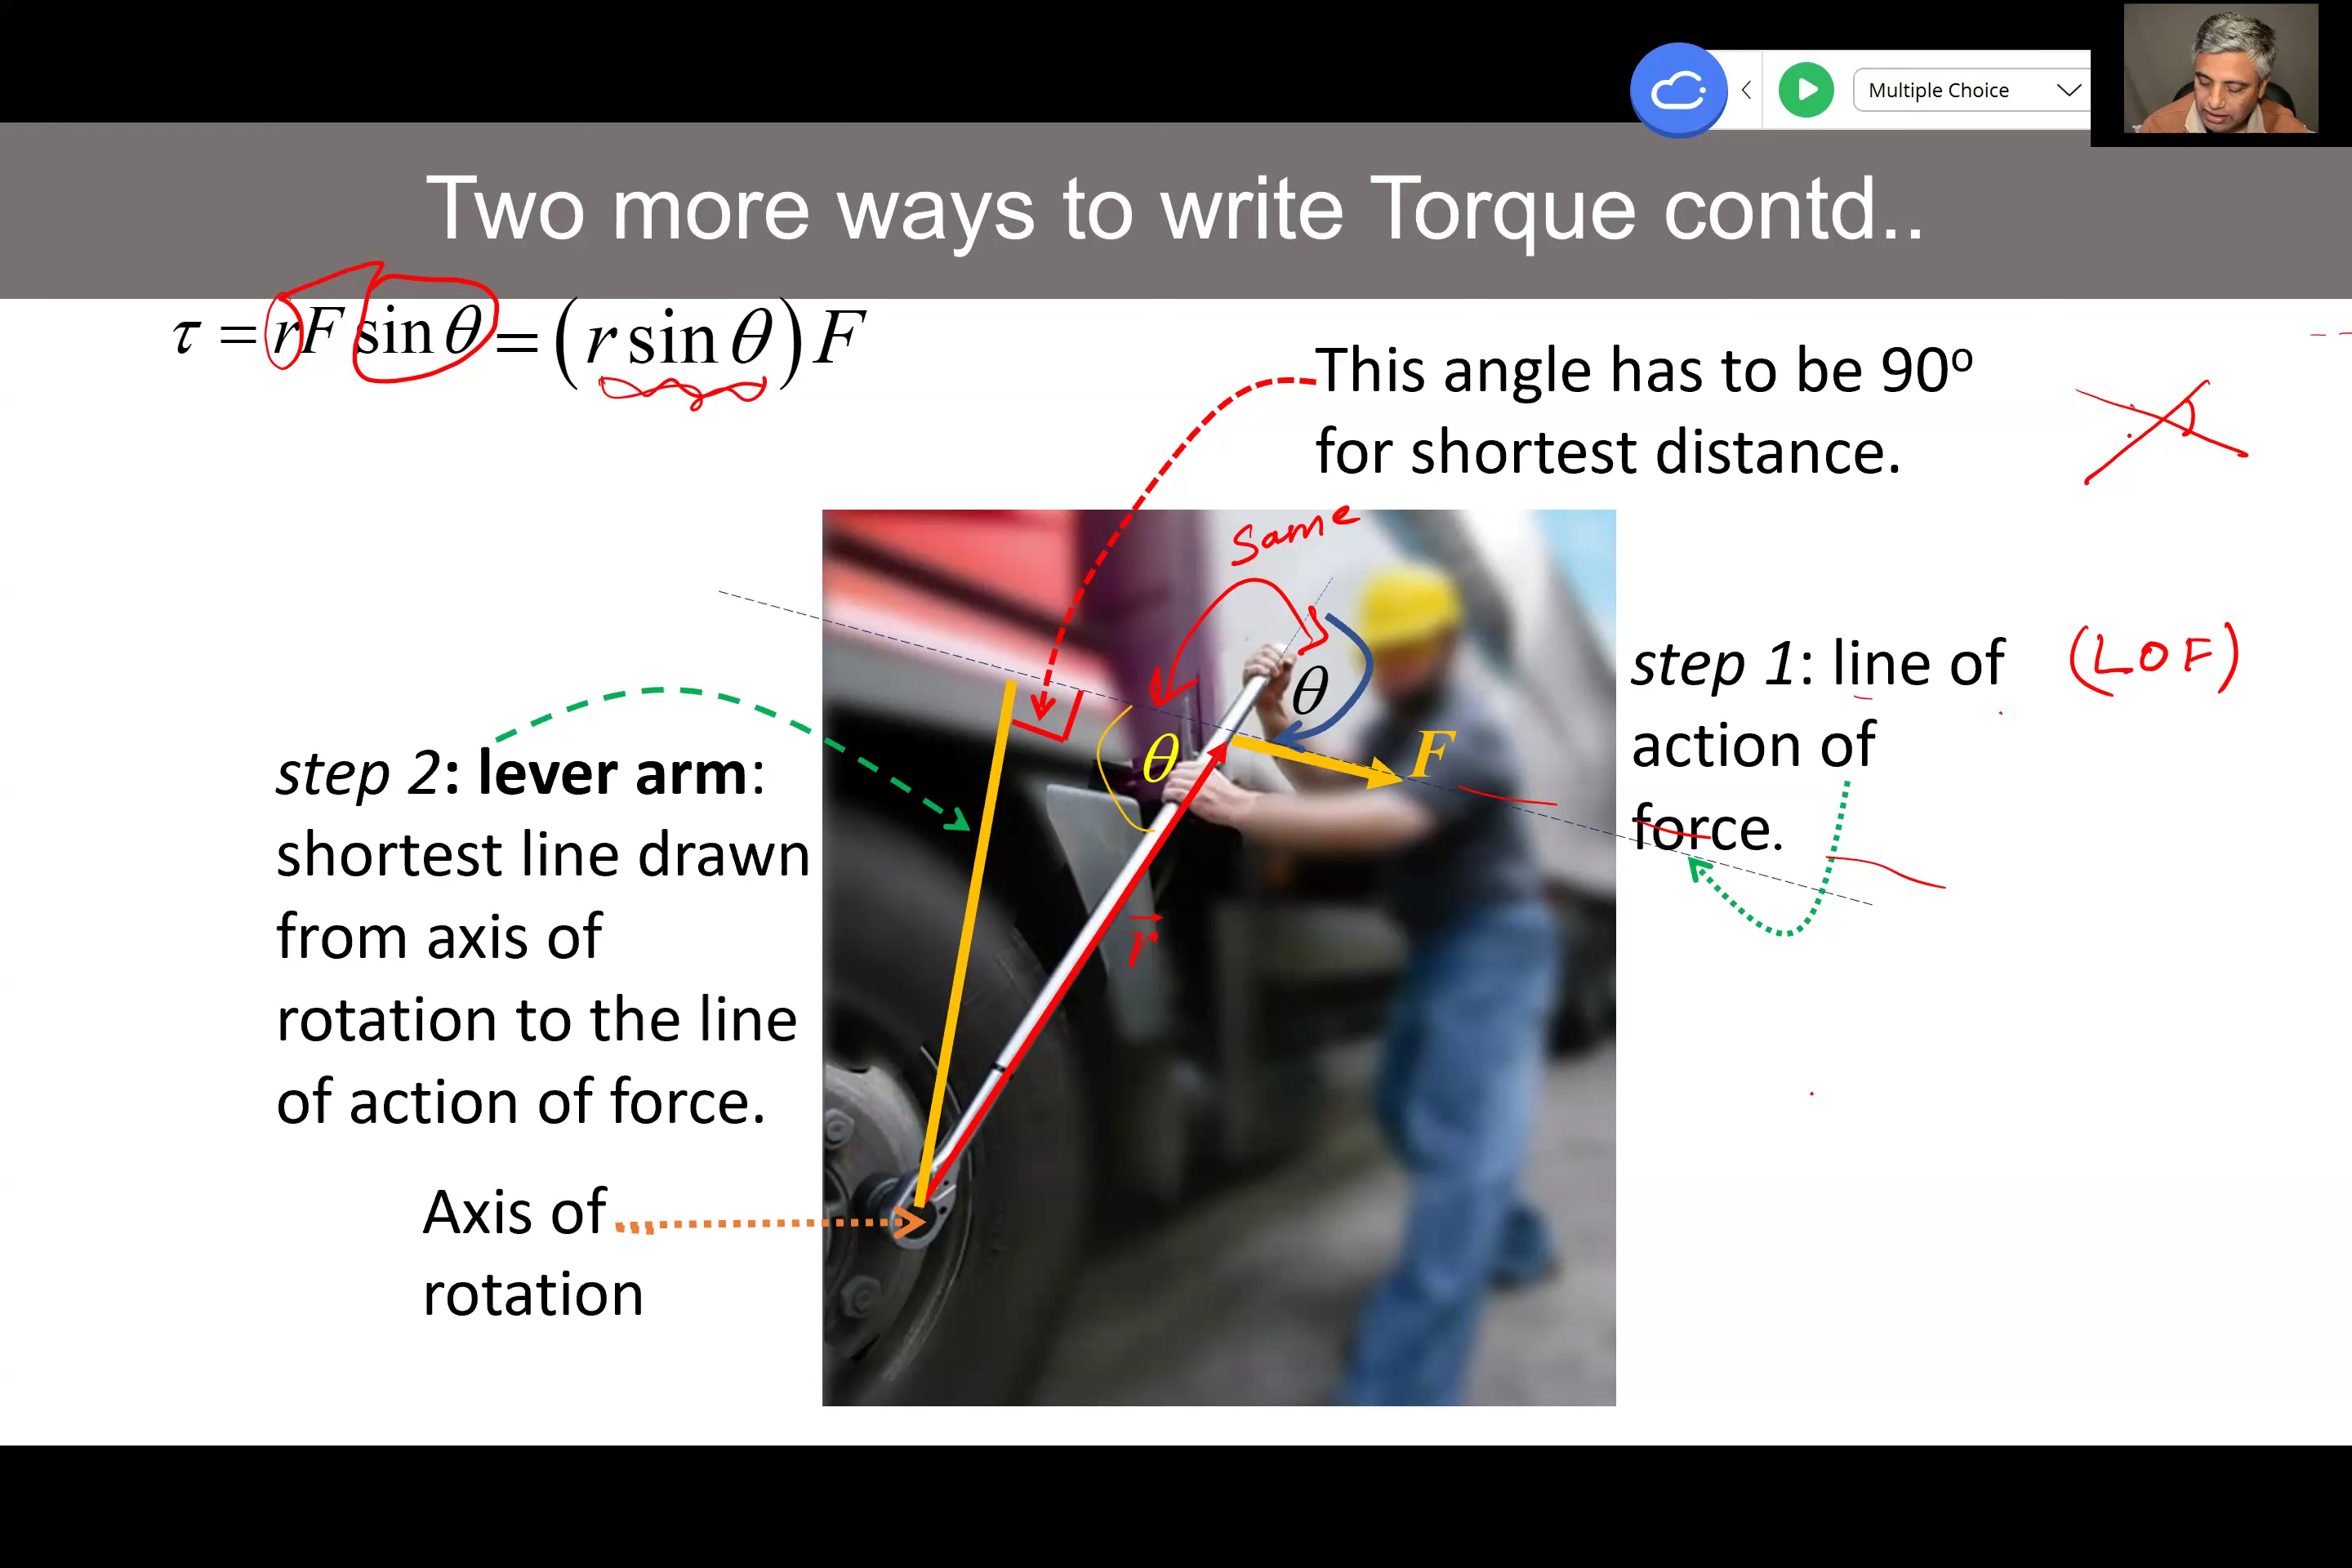 Multiple Choice
Two more ways to write Torque contd..
τ = rF sin θ = (r sin θ) F
This angle has to be 90º
for shortest distance.
same
θ
θ
F
r⃗
step 1: line of (LOF)
action of
force.
step 2: lever arm:
shortest line drawn
from axis of
rotation to the line
of action of force.
Axis of
rotation